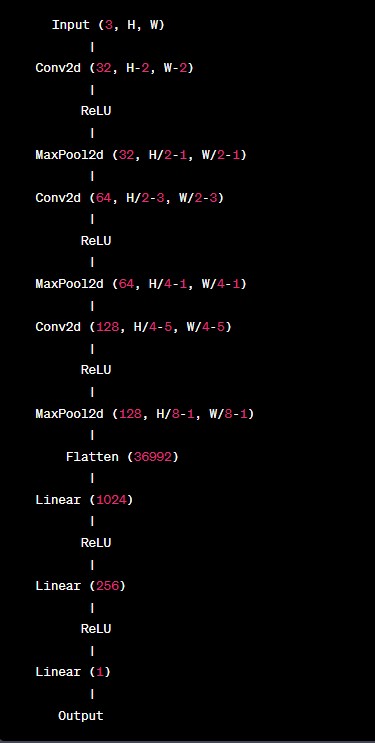 Input (3, H, W)
|
Conv2d (32, H-2, W-2)
|
ReLU
|
MaxPool2d (32, H/2-1, W/2-1)
|
Conv2d (64, H/2-3, W/2-3)
|
ReLU
|
MaxPool2d (64, H/4-1, W/4-1)
|
Conv2d (128, H/4-5, W/4-5)
|
ReLU
|
MaxPool2d (128, H/8-1, W/8-1)
|
Flatten (36992)
|
Linear (1024)
|
ReLU
|
Linear (256)
|
ReLU
|
Linear (1)
|
Output